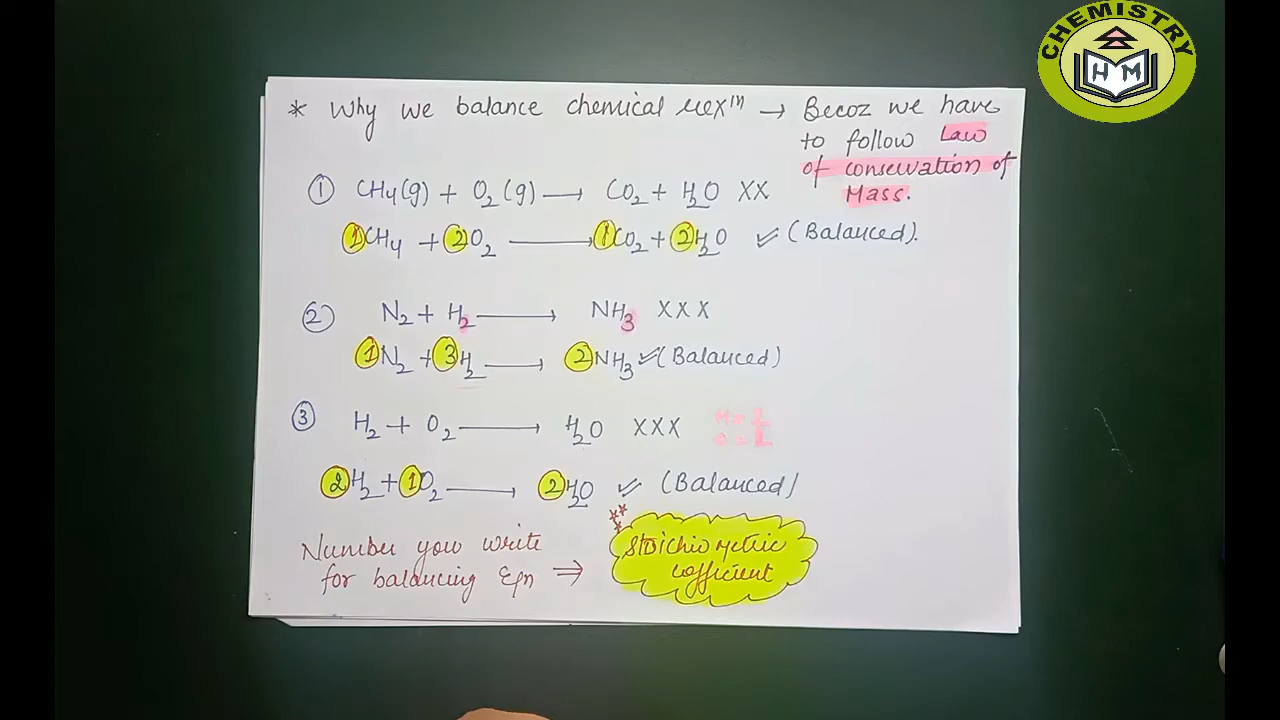 CHEMISTRY
HM
* Why we balance chemical rexⁿ → Becoz we have
to follow Law
of conservation of
Mass.
① CH₄(g) + O₂(g) → CO₂ + H₂O XX
1CH₄ + 2O₂ → 1CO₂ + 2H₂O ✓ (Balanced).
② N₂ + H₂ → NH₃ XXX
1N₂ + 3H₂ → 2NH₃ ✓ (Balanced)
③ H₂ + O₂ → H₂O XXX
2H₂ + 1O₂ → 2H₂O ✓ (Balanced)
Number you write
for balancing Eqn ⇒
Stoichiometric
cofficient